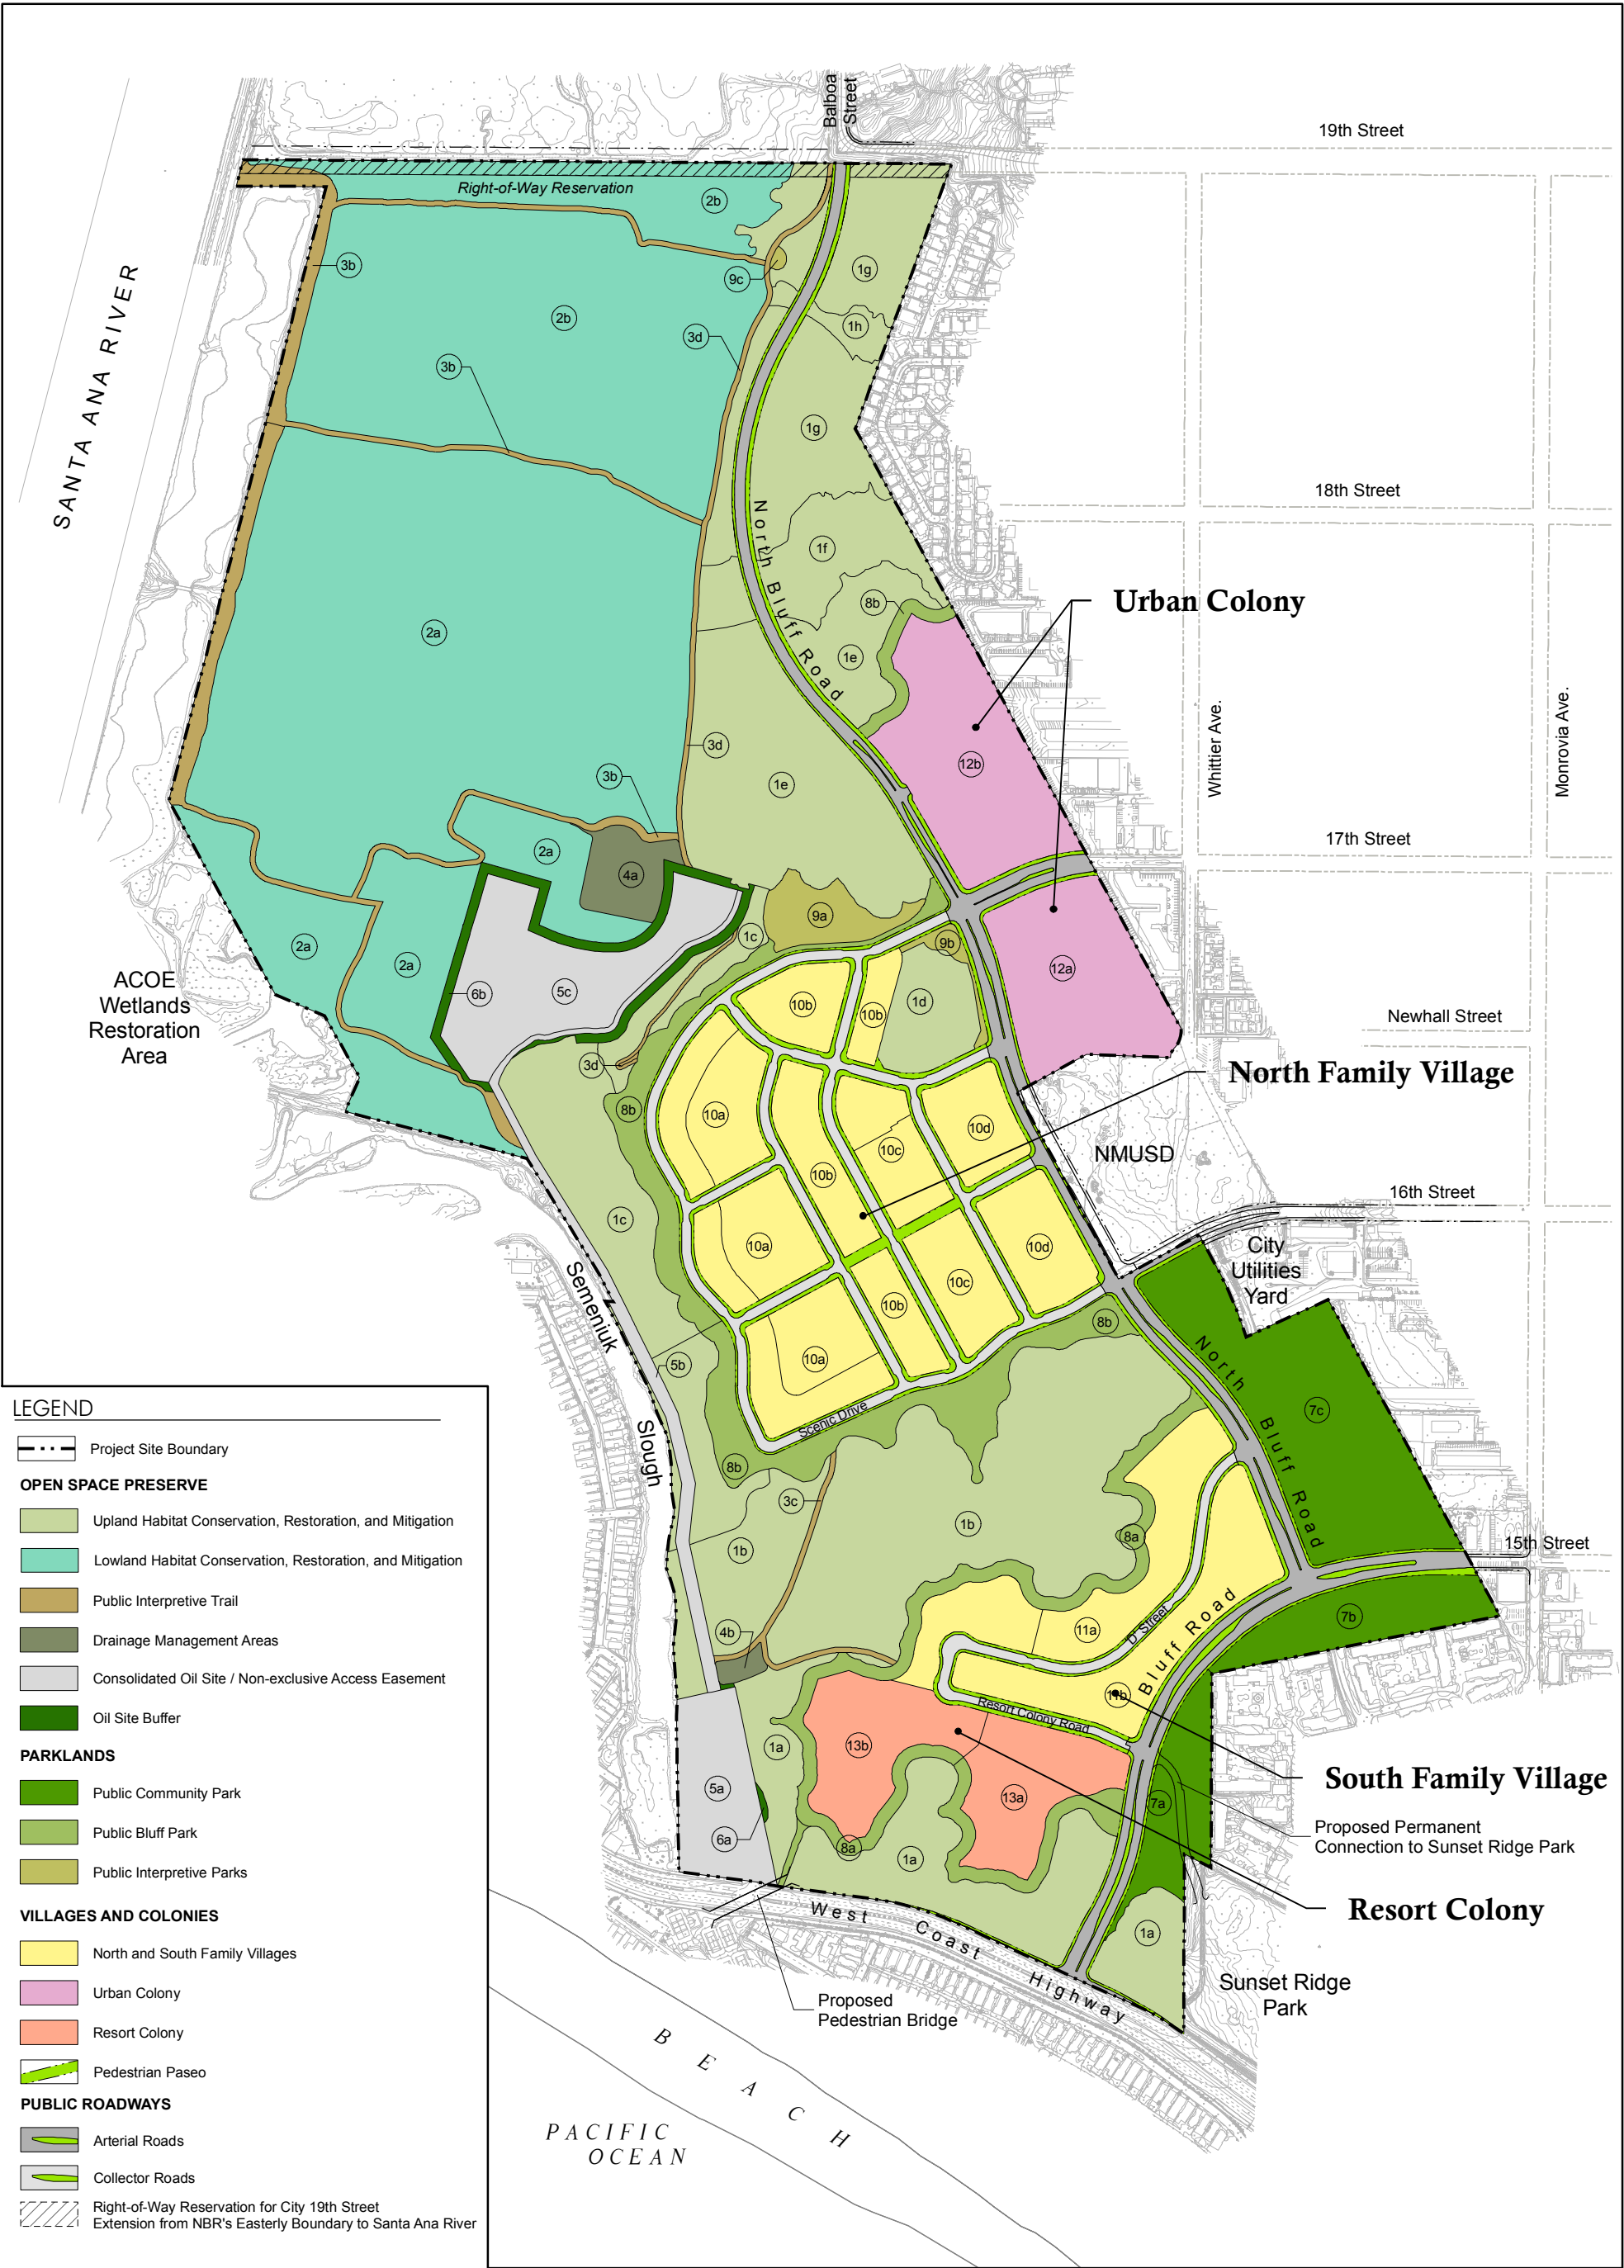 Balboa
Street
19th Street
Right-of-Way Reservation
2b
3b
9c
1g
2b
1h
3d
3b
SANTA ANA RIVER
1g
18th Street
North Bluff Road
1f
8b
Urban Colony
2a
1e
Whittier Ave.
Monrovia Ave.
3d
12b
3b
1e
17th Street
2a
4a
9a
1c
9b
2a
2a
12a
ACOE
Wetlands
Restoration
Area
6b
5c
10b
10b
1d
Newhall Street
3d
North Family Village
8b
10a
10c
10d
NMUSD
10b
16th Street
1c
10a
10d
City
Utilities
Yard
10c
Semeniuk
Slough
10b
8b
5b
10a
North Bluff Road
7c
Scenic Drive
8b
3c
1b
8a
1b
15th Street
4b
11a
D Street
7b
Bluff Road
11b
Resort Colony Road
1a
13b
South Family Village
5a
13a
7a
Proposed Permanent
Connection to Sunset Ridge Park
6a
8a
1a
Resort Colony
West Coast Highway
1a
Sunset Ridge
Park
Proposed
Pedestrian Bridge
BEACH
PACIFIC
OCEAN
LEGEND
Project Site Boundary
OPEN SPACE PRESERVE
Upland Habitat Conservation, Restoration, and Mitigation
Lowland Habitat Conservation, Restoration, and Mitigation
Public Interpretive Trail
Drainage Management Areas
Consolidated Oil Site / Non-exclusive Access Easement
Oil Site Buffer
PARKLANDS
Public Community Park
Public Bluff Park
Public Interpretive Parks
VILLAGES AND COLONIES
North and South Family Villages
Urban Colony
Resort Colony
Pedestrian Paseo
PUBLIC ROADWAYS
Arterial Roads
Collector Roads
Right-of-Way Reservation for City 19th Street
Extension from NBR's Easterly Boundary to Santa Ana River